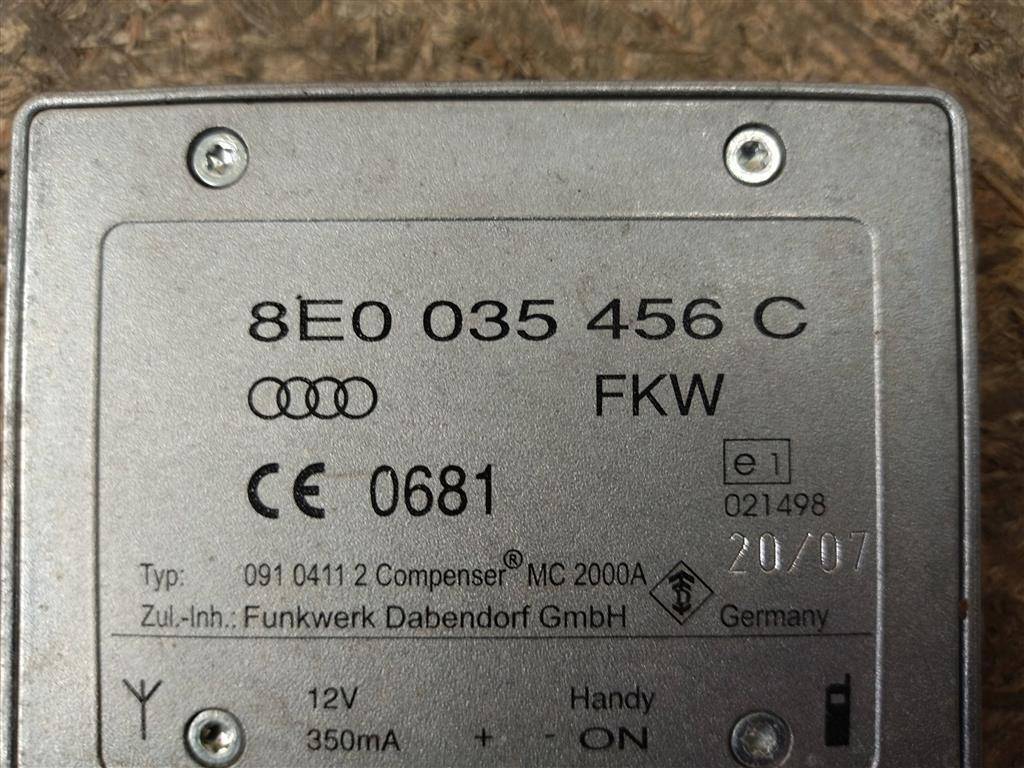 8E0 035 456 C
FKW
CE 0681
e1
021498
20/07
Typ: 091 0411 2 Compenser® MC 2000A
Zul.-Inh.: Funkwerk Dabendorf GmbH Germany
12V Handy
350mA + - ON